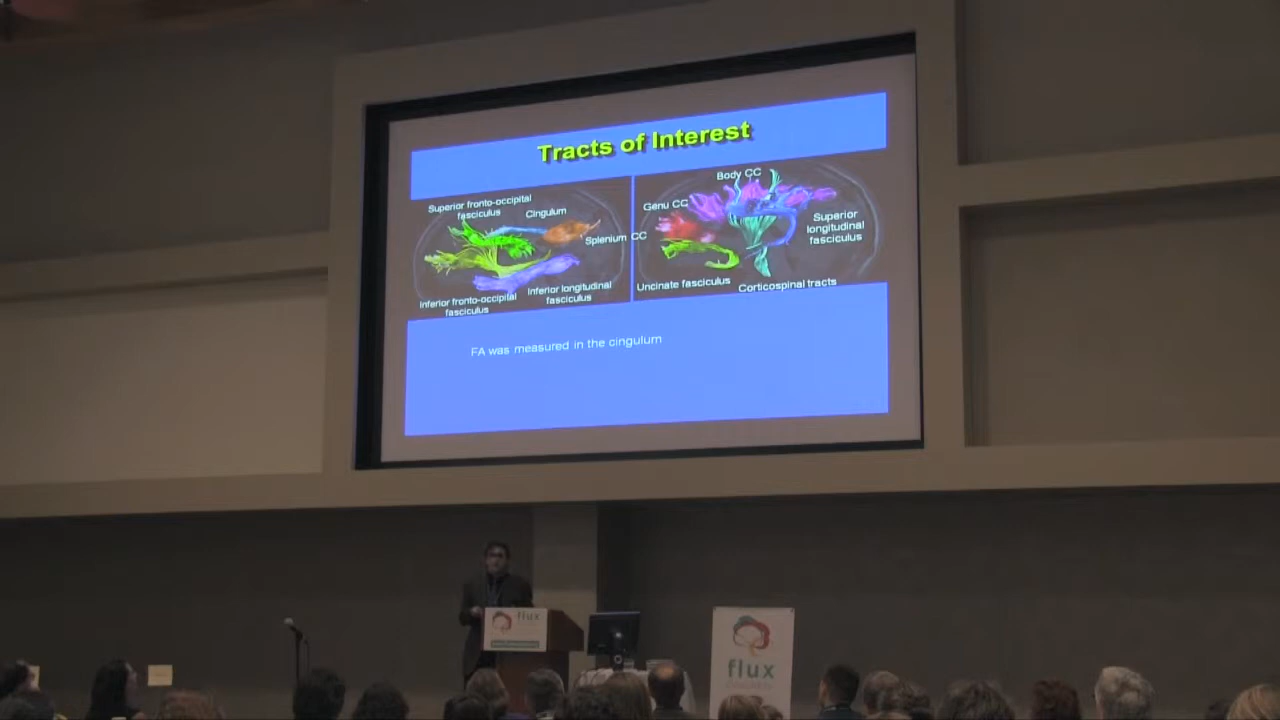 Tracts of Interest
Superior fronto-occipital
fasciculus
Cingulum
Splenium CC
Inferior fronto-occipital
fasciculus
Inferior longitudinal
fasciculus
Body CC
Genu CC
Superior
longitudinal
fasciculus
Uncinate fasciculus
Corticospinal tracts
FA was measured in the cingulum
flux
flux